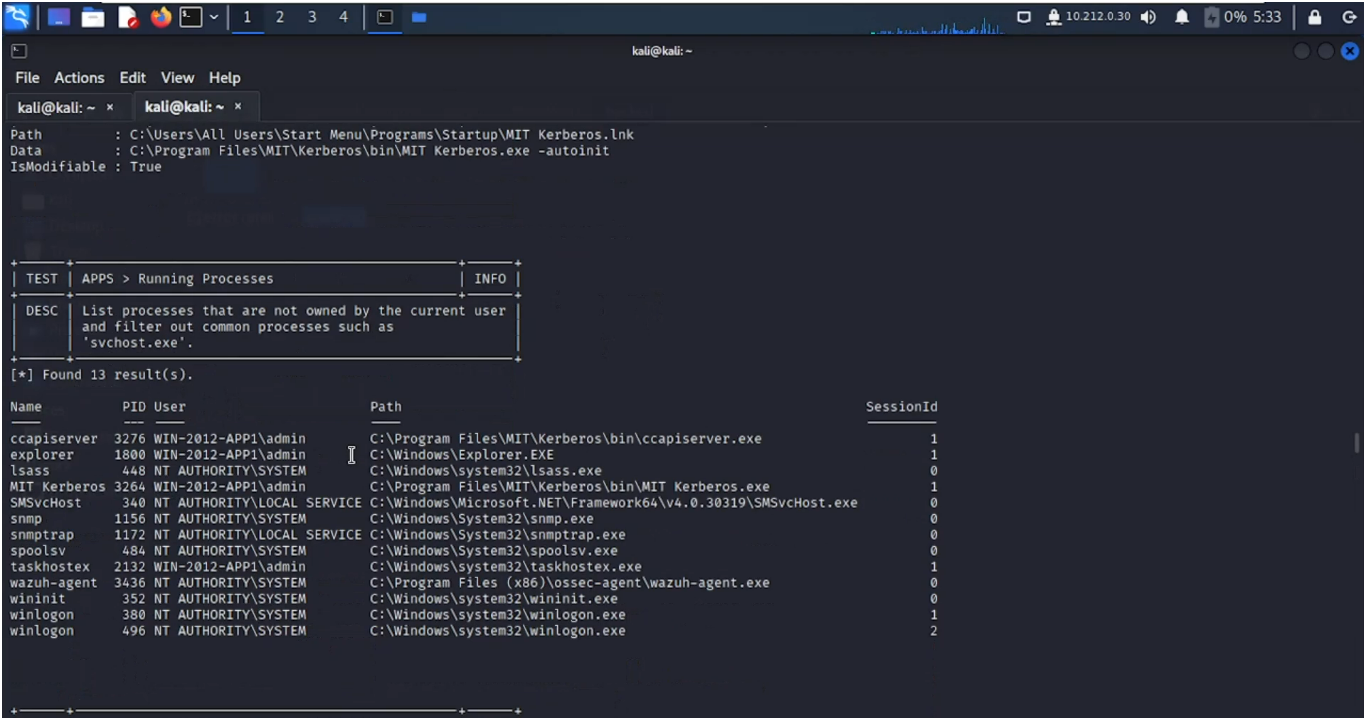 1 2 3 4 10.212.0.30 0% 5:33
kali@kali: ~
File Actions Edit View Help
kali@kali: ~ × kali@kali: ~ ×
Path : C:\Users\All Users\Start Menu\Programs\Startup\MIT Kerberos.lnk
Data : C:\Program Files\MIT\Kerberos\bin\MIT Kerberos.exe -autoinit
IsModifiable : True
TEST APPS > Running Processes INFO
DESC List processes that are not owned by the current user
and filter out common processes such as
'svchost.exe'.
[*] Found 13 result(s).
Name PID User Path SessionId
ccapiserver 3276 WIN-2012-APP1\admin C:\Program Files\MIT\Kerberos\bin\ccapiserver.exe 1
explorer 1800 WIN-2012-APP1\admin C:\Windows\Explorer.EXE 1
lsass 448 NT AUTHORITY\SYSTEM C:\Windows\system32\lsass.exe 0
MIT Kerberos 3264 WIN-2012-APP1\admin C:\Program Files\MIT\Kerberos\bin\MIT Kerberos.exe 1
SMSvcHost 340 NT AUTHORITY\LOCAL SERVICE C:\Windows\Microsoft.NET\Framework64\v4.0.30319\SMSvcHost.exe 0
snmp 1156 NT AUTHORITY\SYSTEM C:\Windows\System32\snmp.exe 0
snmptrap 1172 NT AUTHORITY\LOCAL SERVICE C:\Windows\System32\snmptrap.exe 0
spoolsv 484 NT AUTHORITY\SYSTEM C:\Windows\System32\spoolsv.exe 0
taskhostex 2132 WIN-2012-APP1\admin C:\Windows\system32\taskhostex.exe 1
wazuh-agent 3436 NT AUTHORITY\SYSTEM C:\Program Files (x86)\ossec-agent\wazuh-agent.exe 0
wininit 352 NT AUTHORITY\SYSTEM C:\Windows\system32\wininit.exe 0
winlogon 380 NT AUTHORITY\SYSTEM C:\Windows\system32\winlogon.exe 1
winlogon 496 NT AUTHORITY\SYSTEM C:\Windows\system32\winlogon.exe 2